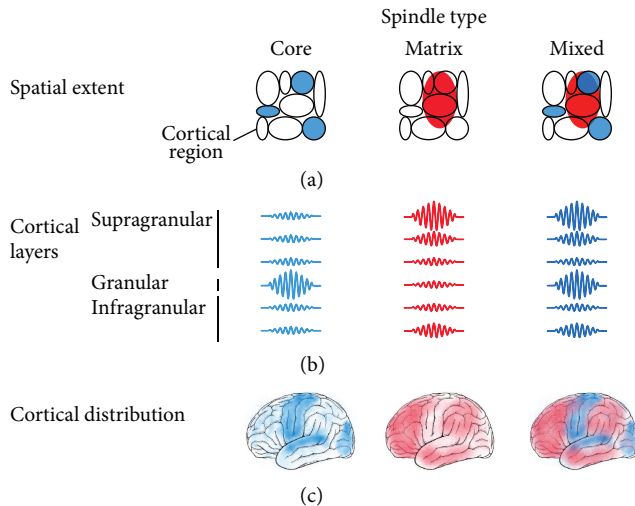 Spindle type
Core Matrix Mixed
Spatial extent
Cortical
region
(a)
Cortical
layers
Supragranular
Granular
Infragranular
(b)
Cortical distribution
(c)